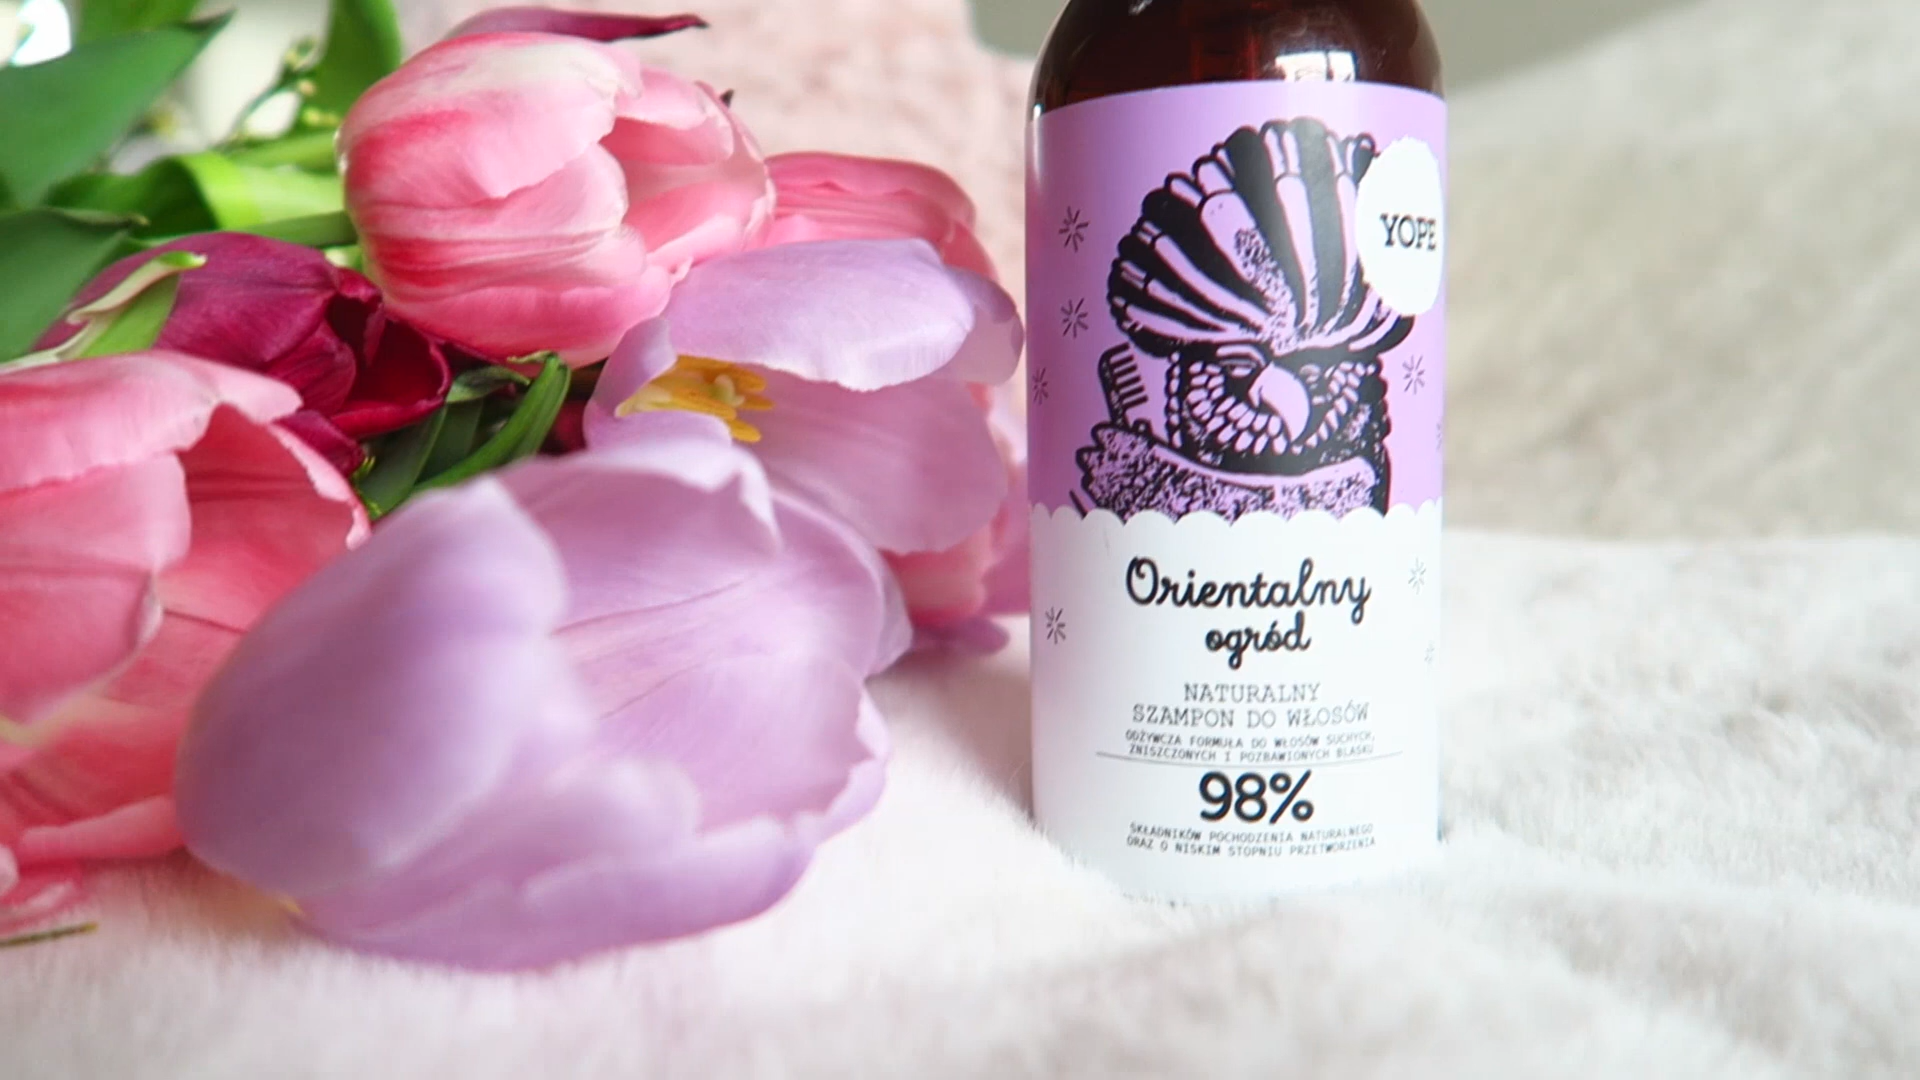 YOPE
Orientalny
ogród
NATURALNY
SZAMPON DO WŁOSÓW
ODŻYWCZA FORMUŁA DO WŁOSÓW SUCHYCH,
ZNISZCZONYCH I POZBAWIONYCH BLASKU
98%
SKŁADNIKÓW POCHODZENIA NATURALNEGO
ORAZ O NISKIM STOPNIU PRZETWORZENIA